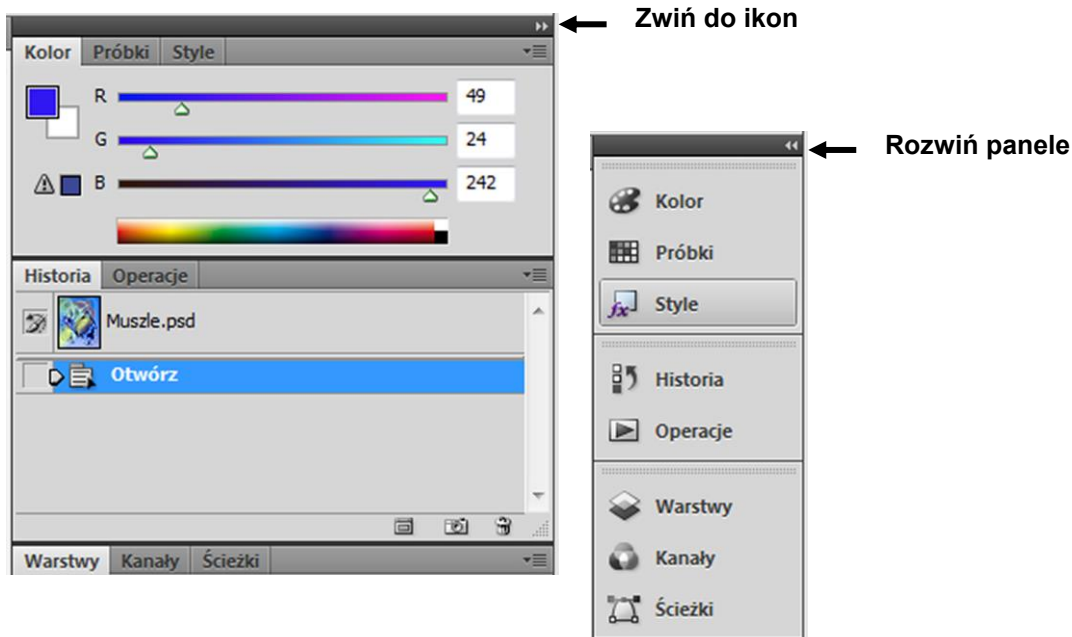 Zwiń do ikon
Kolor Próbki Style
R 49
G 24
B 242
Historia Operacje
Muszle.psd
Otwórz
Warstwy Kanały Ścieżki
Rozwiń panele
Kolor
Próbki
fx Style
Historia
Operacje
Warstwy
Kanały
Ścieżki